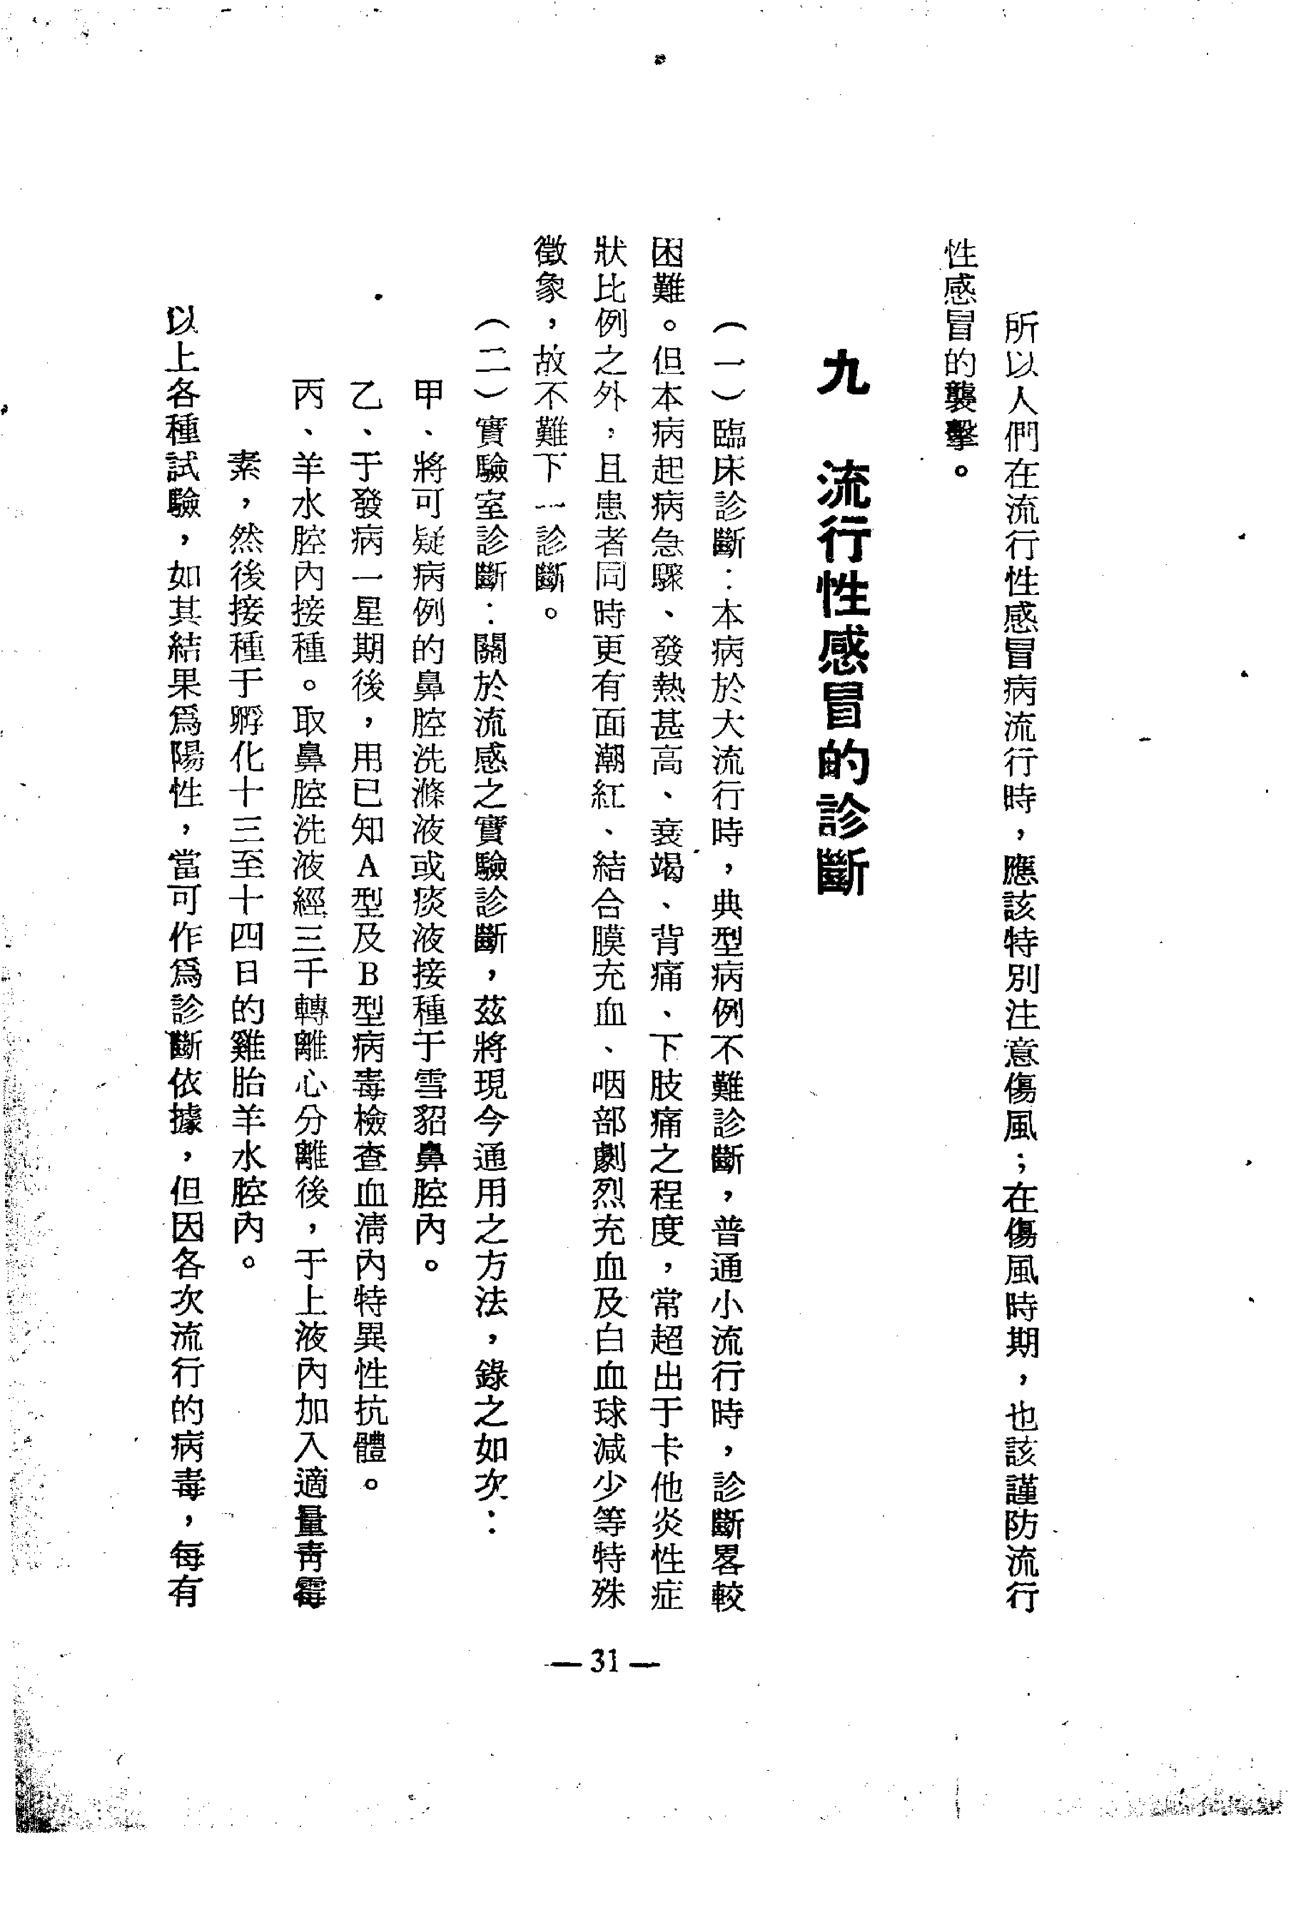 所以人們在流行性感冒病流行時，應該特別注意傷風；在傷風時期，也該謹防流行
性感冒的襲擊。
九　流行性感冒的診斷
（一）臨床診斷：本病於大流行時，典型病例不難診斷，普通小流行時，診斷畧較
困難。但本病起病急驟、發熱甚高、衰竭、背痛、下肢痛之程度，常超出于卡他炎性症
狀比例之外，且患者同時更有面潮紅、結合膜充血、咽部劇烈充血及白血球減少等特殊
徵象，故不難下一診斷。
（二）實驗室診斷：關於流感之實驗診斷，茲將現今通用之方法，錄之如次：
甲、將可疑病例的鼻腔洗滌液或痰液接種于雪貂鼻腔內。
乙、于發病一星期後，用已知A型及B型病毒檢查血淸內特異性抗體。
丙、羊水腔內接種。取鼻腔洗液經三千轉離心分離後，于上液內加入適量靑霉
素，然後接種于孵化十三至十四日的雞胎羊水腔內。
以上各種試驗，如其結果爲陽性，當可作爲診斷依據，但因各次流行的病毒，每有
— 31 —